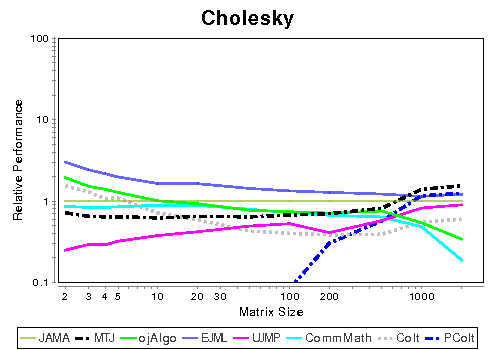 Cholesky
100
10
1
0.1
Relative Performance
2 3 4 5 10 20 30 100 200 1000
Matrix Size
JAMA MTJ ojAlgo EJML UJMP CommMath Colt PColt